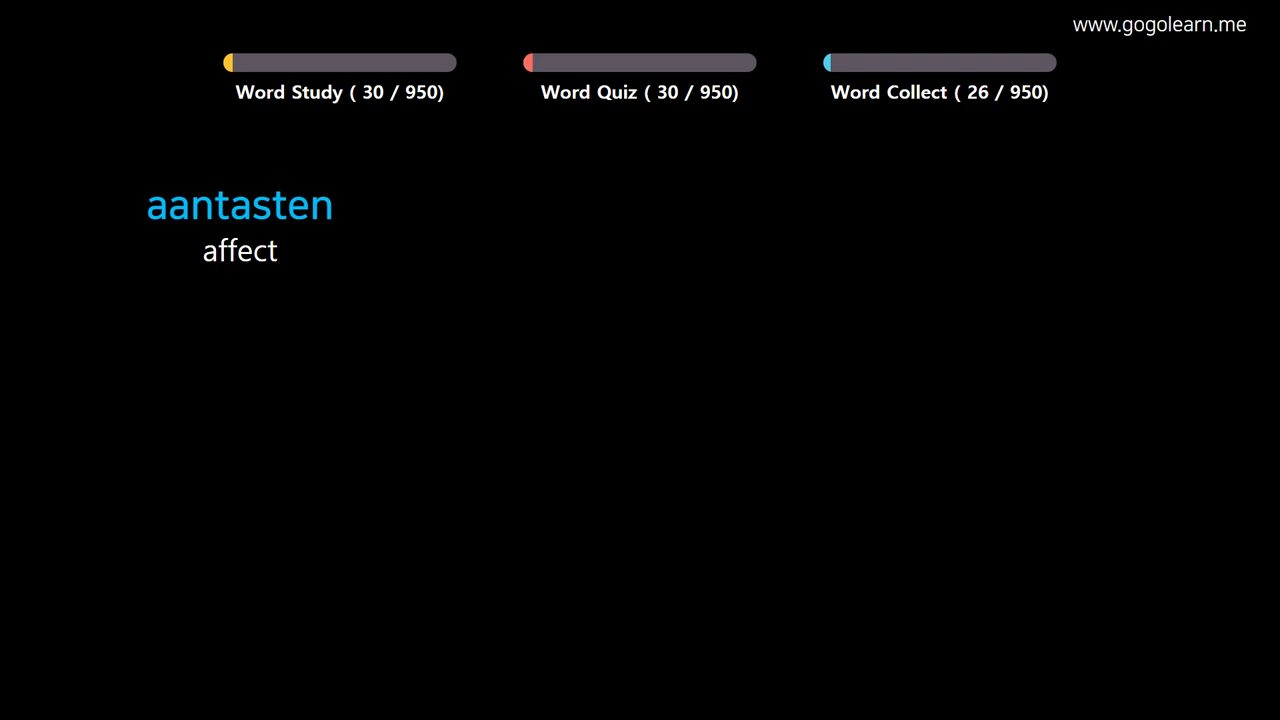 www.gogolearn.me
Word Study ( 30 / 950)
Word Quiz ( 30 / 950)
Word Collect ( 26 / 950)
aantasten
affect